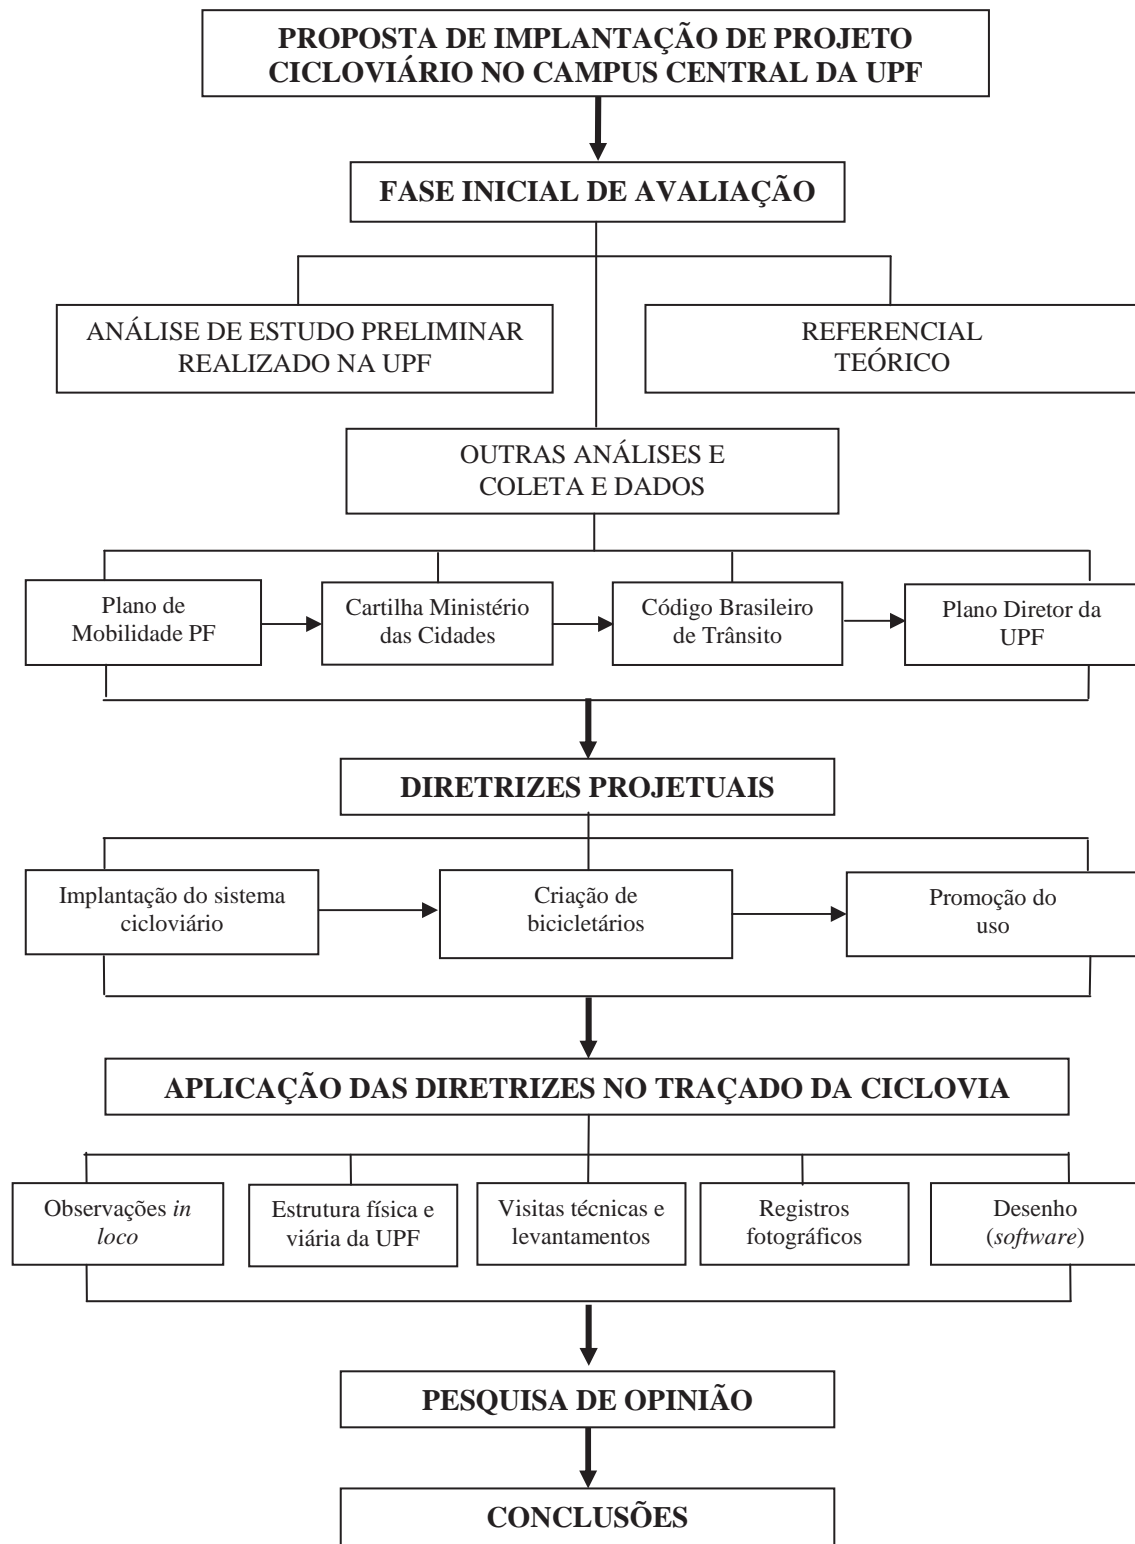 PROPOSTA DE IMPLANTAÇÃO DE PROJETO
CICLOVIÁRIO NO CAMPUS CENTRAL DA UPF
FASE INICIAL DE AVALIAÇÃO
ANÁLISE DE ESTUDO PRELIMINAR
REALIZADO NA UPF
REFERENCIAL
TEÓRICO
OUTRAS ANÁLISES E
COLETA E DADOS
Plano de
Mobilidade PF
Cartilha Ministério
das Cidades
Código Brasileiro
de Trânsito
Plano Diretor da
UPF
DIRETRIZES PROJETUAIS
Implantação do sistema
cicloviário
Criação de
bicicletários
Promoção do
uso
APLICAÇÃO DAS DIRETRIZES NO TRAÇADO DA CICLOVIA
Observações in
loco
Estrutura física e
viária da UPF
Visitas técnicas e
levantamentos
Registros
fotográficos
Desenho
(software)
PESQUISA DE OPINIÃO
CONCLUSÕES